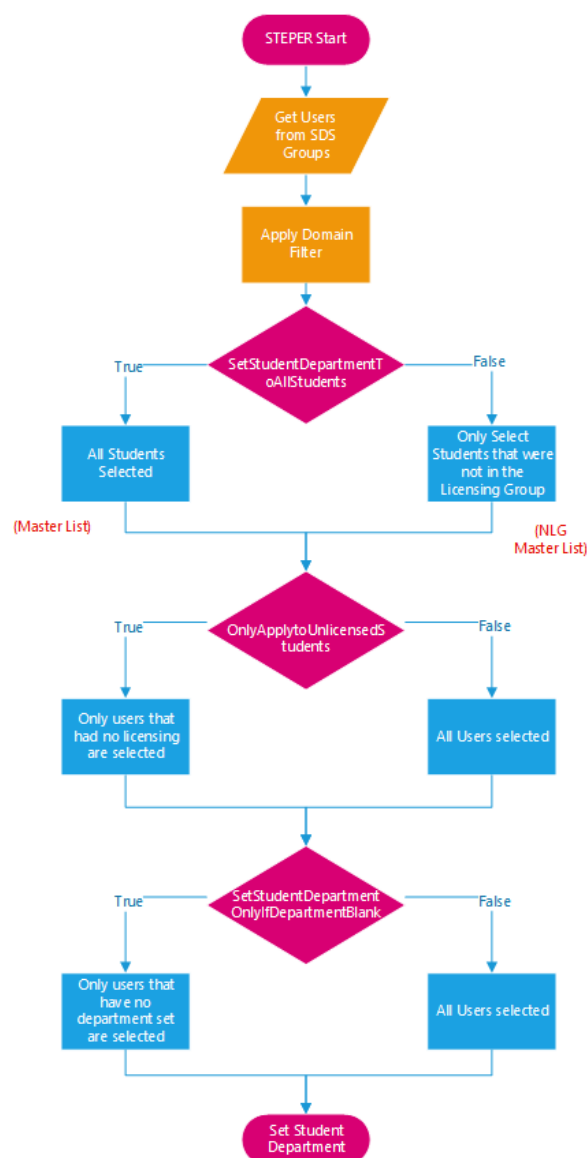 STEPER Start
Get Users
from SDS
Groups
Apply Domain
Filter
SetStudentDepartmentT
oAllStudents
True
False
All Students
Selected
Only Select
Students that were
not in the
Licensing Group
(Master List)
(NLG
Master List)
OnlyApplytoUnlicensedS
tudents
True
False
Only users that
had no licensing
are selected
All Users selected
SetStudentDepartment
OnlyIfDepartmentBlank
True
False
Only users that
have no
department set
are selected
All Users selected
Set Student
Department